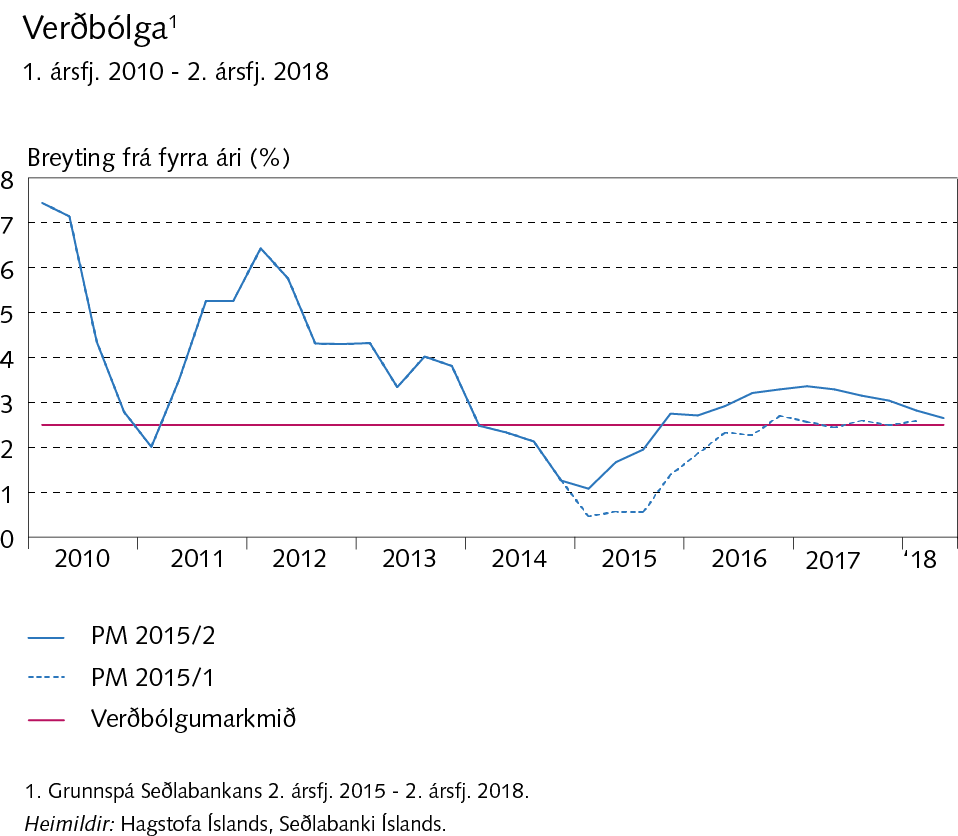 Verðbólga¹
1. ársfj. 2010 - 2. ársfj. 2018
Breyting frá fyrra ári (%)
8
7
6
5
4
3
2
1
0
2010 2011 2012 2013 2014 2015 2016 2017 ‘18
PM 2015/2
PM 2015/1
Verðbólgumarkmið
1. Grunnspá Seðlabankans 2. ársfj. 2015 - 2. ársfj. 2018.
Heimildir: Hagstofa Íslands, Seðlabanki Íslands.